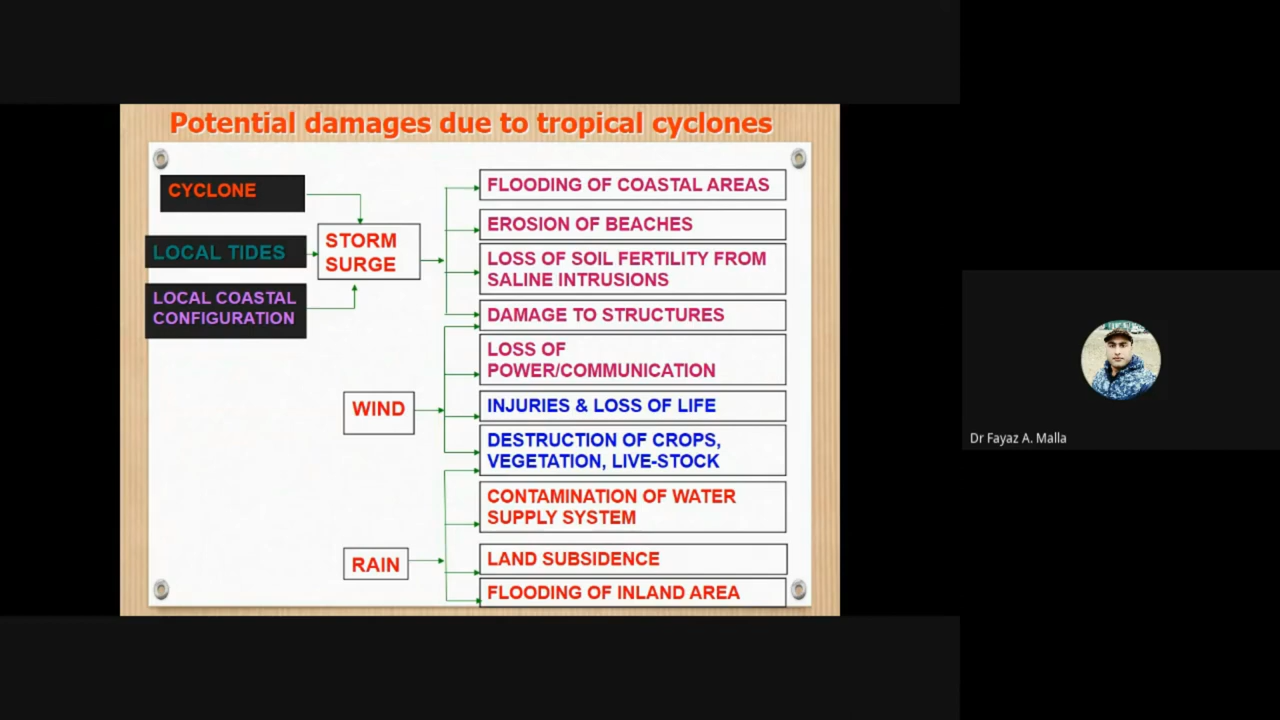 Potential damages due to tropical cyclones
CYCLONE
LOCAL TIDES
LOCAL COASTAL
CONFIGURATION
STORM
SURGE
WIND
RAIN
FLOODING OF COASTAL AREAS
EROSION OF BEACHES
LOSS OF SOIL FERTILITY FROM
SALINE INTRUSIONS
DAMAGE TO STRUCTURES
LOSS OF
POWER/COMMUNICATION
INJURIES & LOSS OF LIFE
DESTRUCTION OF CROPS,
VEGETATION, LIVE-STOCK
CONTAMINATION OF WATER
SUPPLY SYSTEM
LAND SUBSIDENCE
FLOODING OF INLAND AREA
Dr Fayaz A. Malla